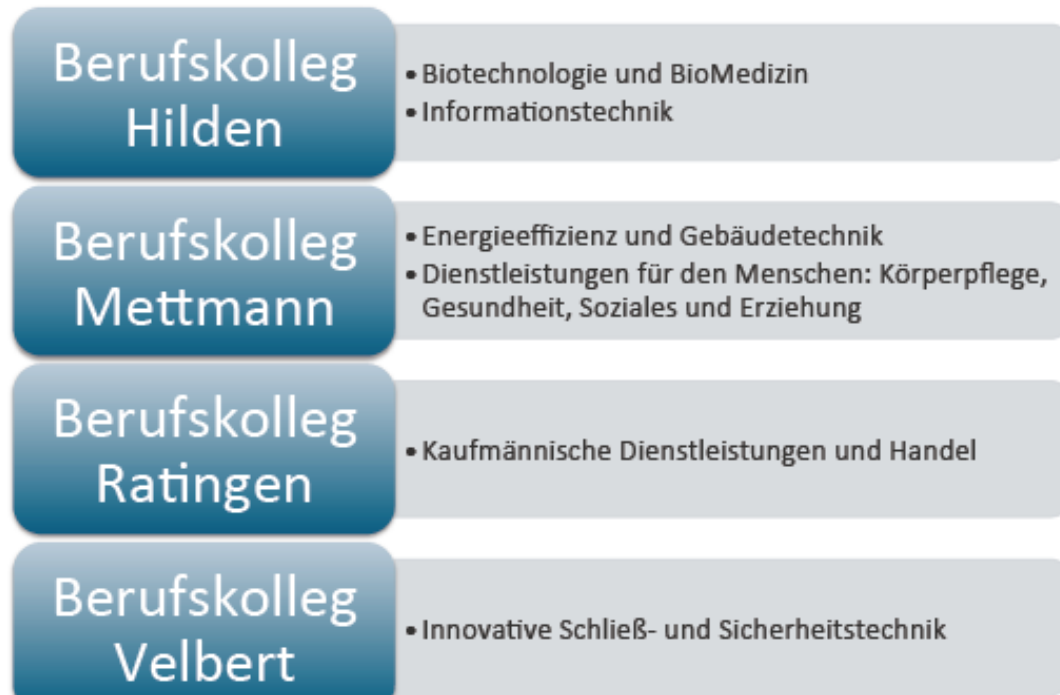 Berufskolleg
Hilden
• Biotechnologie und BioMedizin
• Informationstechnik
Berufskolleg
Mettmann
• Energieeffizienz und Gebäudetechnik
• Dienstleistungen für den Menschen: Körperpflege,
Gesundheit, Soziales und Erziehung
Berufskolleg
Ratingen
• Kaufmännische Dienstleistungen und Handel
Berufskolleg
Velbert
• Innovative Schließ- und Sicherheitstechnik